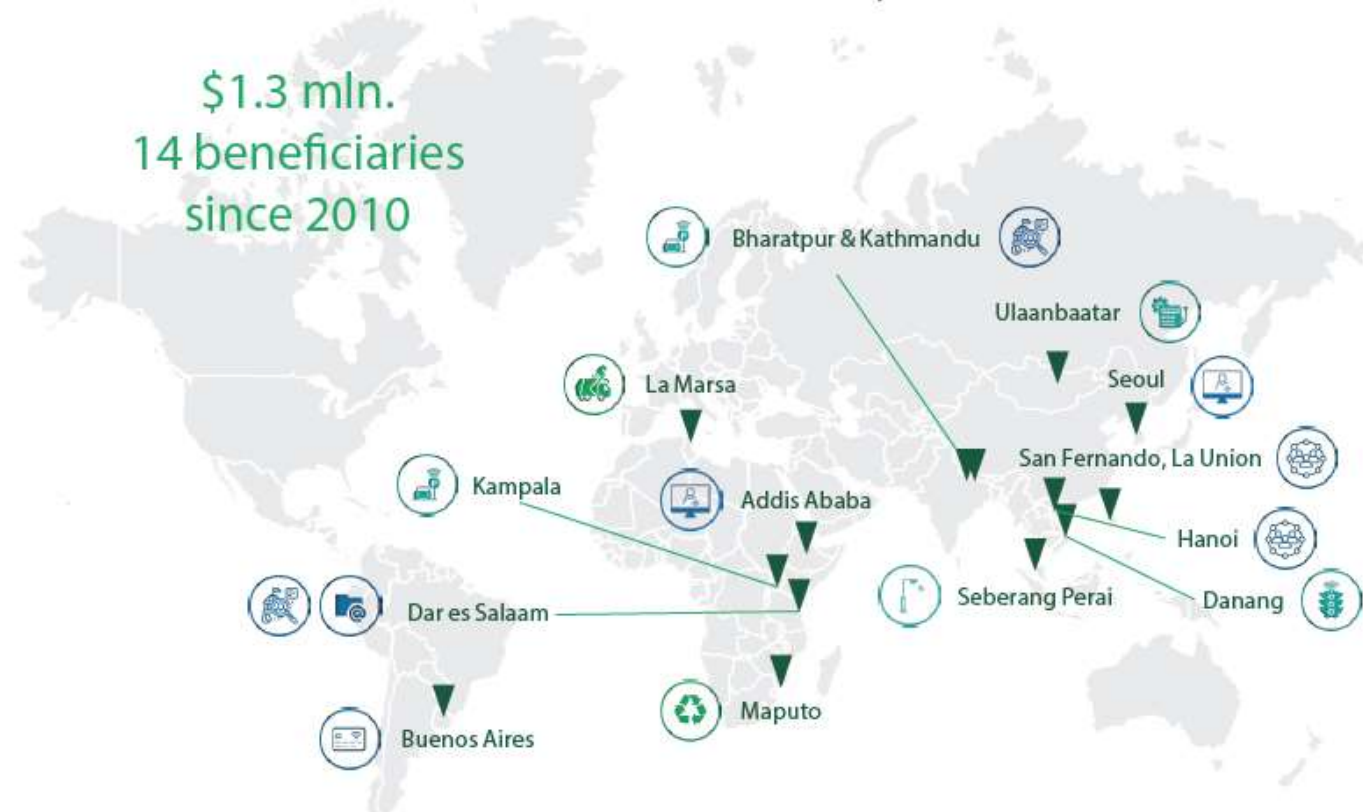 $1.3 mln.
14 beneficiaries
since 2010
Bharatpur & Kathmandu
Ulaanbaatar
Seoul
La Marsa
San Fernando, La Union
Kampala
Addis Ababa
Hanoi
Seberang Perai
Danang
Dar es Salaam
Maputo
Buenos Aires